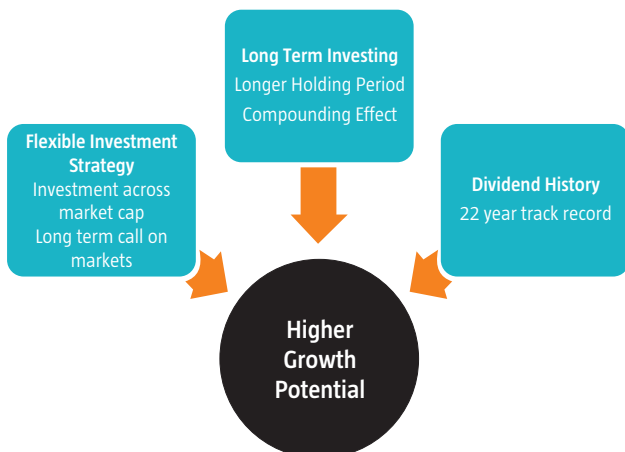 Long Term Investing
Longer Holding Period
Compounding Effect
Flexible Investment
Strategy
Investment across
market cap
Long term call on
markets
Dividend History
22 year track record
Higher
Growth
Potential